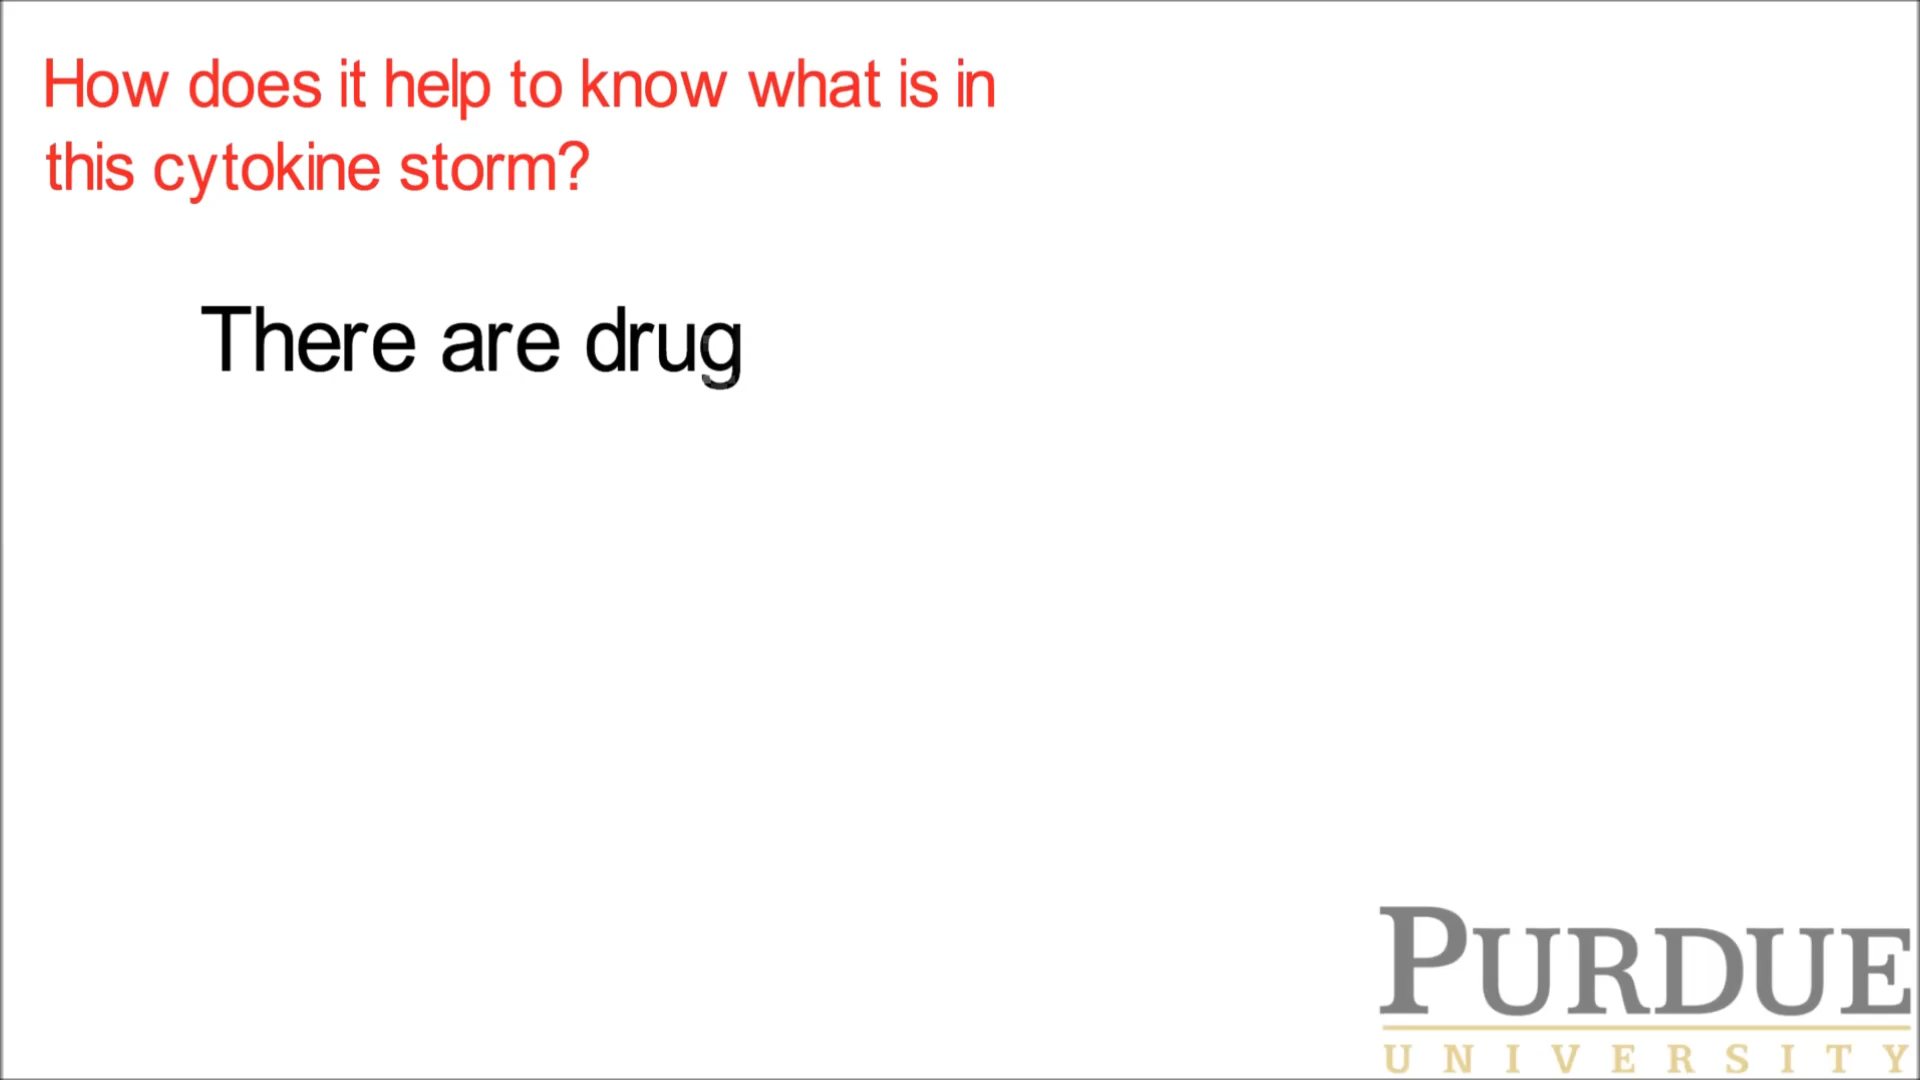 How does it help to know what is in
this cytokine storm?
There are drug
PURDUE
UNIVERSITY